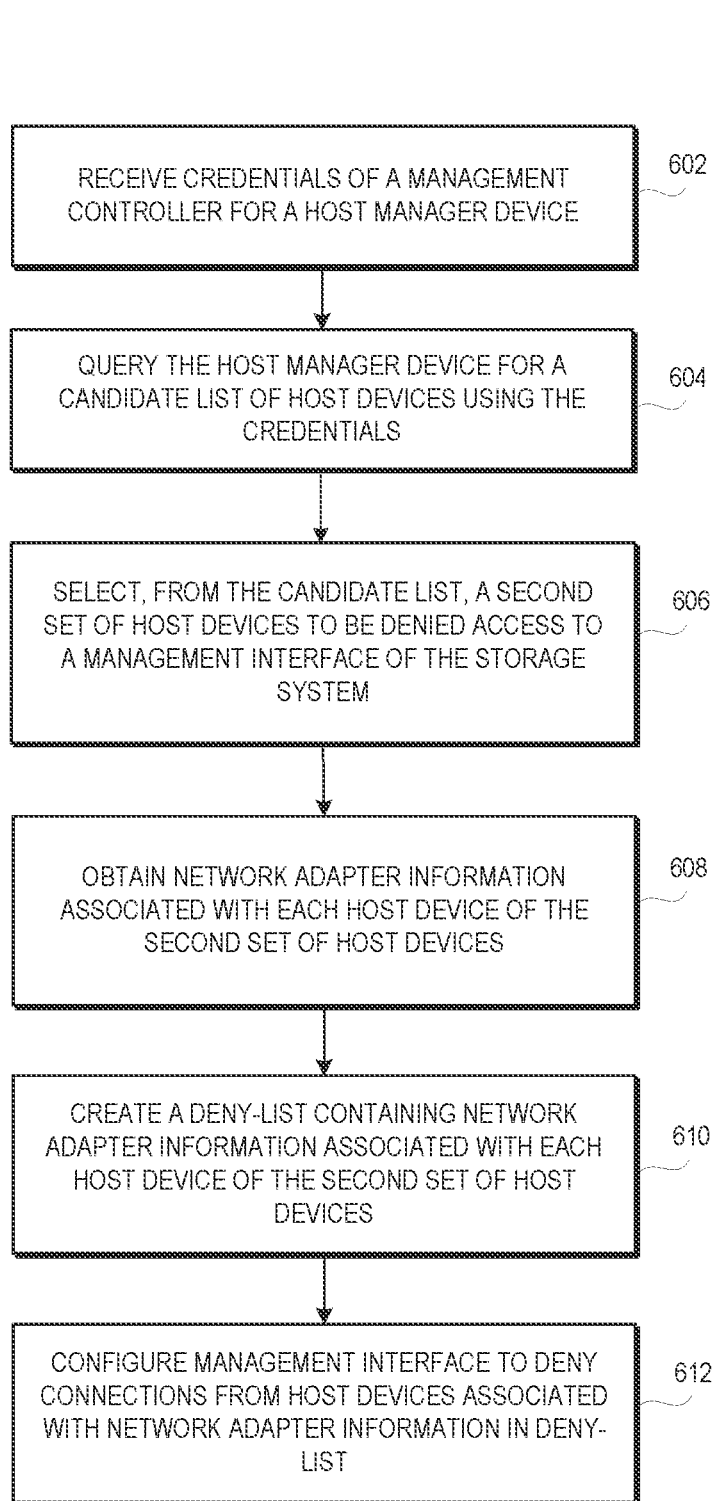 RECEIVE CREDENTIALS OF A MANAGEMENT
CONTROLLER FOR A HOST MANAGER DEVICE
602
QUERY THE HOST MANAGER DEVICE FOR A
CANDIDATE LIST OF HOST DEVICES USING THE
CREDENTIALS
604
SELECT, FROM THE CANDIDATE LIST, A SECOND
SET OF HOST DEVICES TO BE DENIED ACCESS TO
A MANAGEMENT INTERFACE OF THE STORAGE
SYSTEM
606
OBTAIN NETWORK ADAPTER INFORMATION
ASSOCIATED WITH EACH HOST DEVICE OF THE
SECOND SET OF HOST DEVICES
608
CREATE A DENY-LIST CONTAINING NETWORK
ADAPTER INFORMATION ASSOCIATED WITH EACH
HOST DEVICE OF THE SECOND SET OF HOST
DEVICES
610
CONFIGURE MANAGEMENT INTERFACE TO DENY
CONNECTIONS FROM HOST DEVICES ASSOCIATED
WITH NETWORK ADAPTER INFORMATION IN DENY-
LIST
612